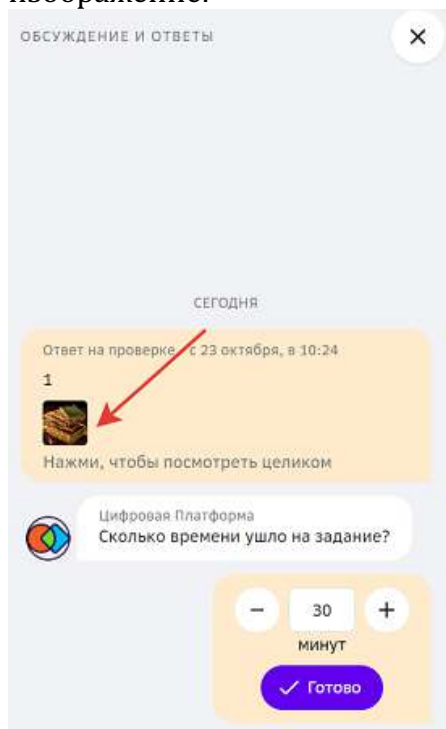 изображение.
ОБСУЖДЕНИЕ И ОТВЕТЫ
СЕГОДНЯ
Ответ на проверке с 23 октября, в 10:24
1
Нажми, чтобы посмотреть целиком
Цифровая Платформа
Сколько времени ушло на задание?
− 30 +
минут
Готово